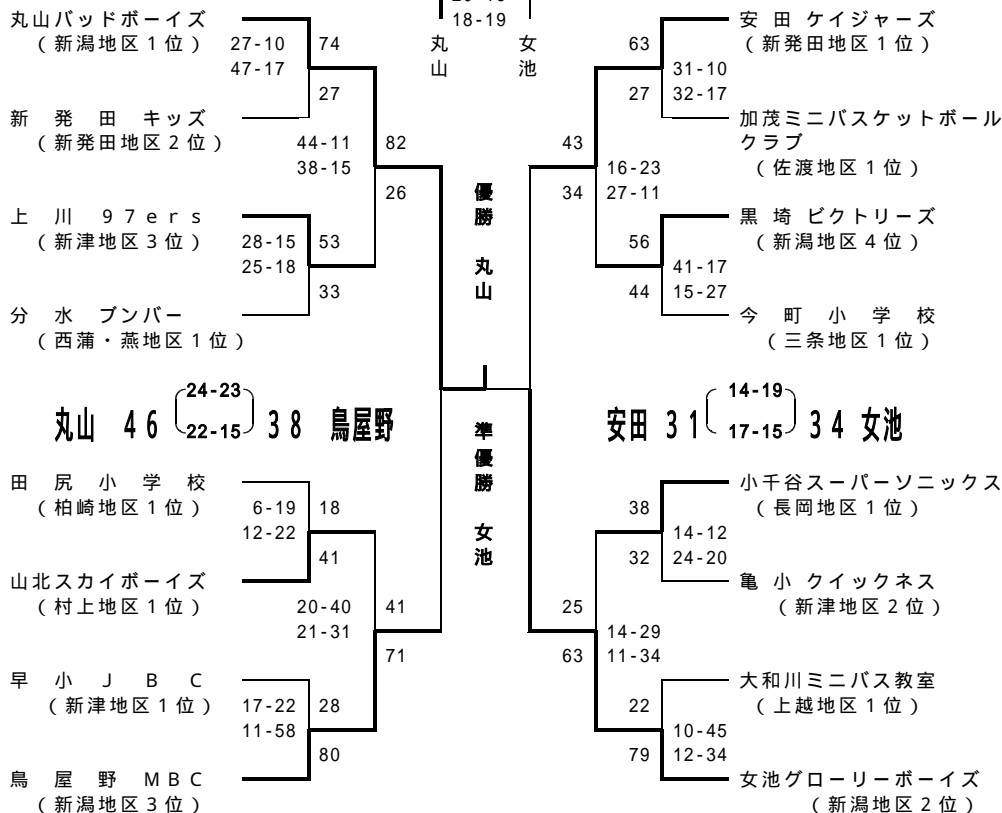 18-19
丸山 女池
丸山バッドボーイズ
（新潟地区１位）
27-10
47-17
74
27
新 発 田 キッズ
（新発田地区２位）
44-11
38-15
82
26
上 川 ９７ｅｒｓ
（新津地区３位）
28-15
25-18
53
33
分 水 ブンバー
（西蒲・燕地区１位）
優勝 丸山
安 田 ケイジャーズ
（新発田地区１位）
63
27
31-10
32-17
加茂ミニバスケットボール
クラブ
（佐渡地区１位）
43
34
16-23
27-11
黒 埼 ビクトリーズ
（新潟地区４位）
56
44
41-17
15-27
今 町 小 学 校
（三条地区１位）
丸山 ４６ 24-23 22-15 ３８ 鳥屋野
安田 ３１ 14-19 17-15 ３４ 女池
準優勝 女池
田 尻 小 学 校
（柏崎地区１位）
6-19
12-22
18
41
山北スカイボーイズ
（村上地区１位）
20-40
21-31
41
71
早 小 Ｊ Ｂ Ｃ
（新津地区１位）
17-22
11-58
28
80
鳥 屋 野 ＭＢＣ
（新潟地区３位）
小千谷スーパーソニックス
（長岡地区１位）
38
32
14-12
24-20
亀 小 クイックネス
（新津地区２位）
25
63
14-29
11-34
大和川ミニバス教室
（上越地区１位）
22
79
10-45
12-34
女池グローリーボーイズ
（新潟地区２位）